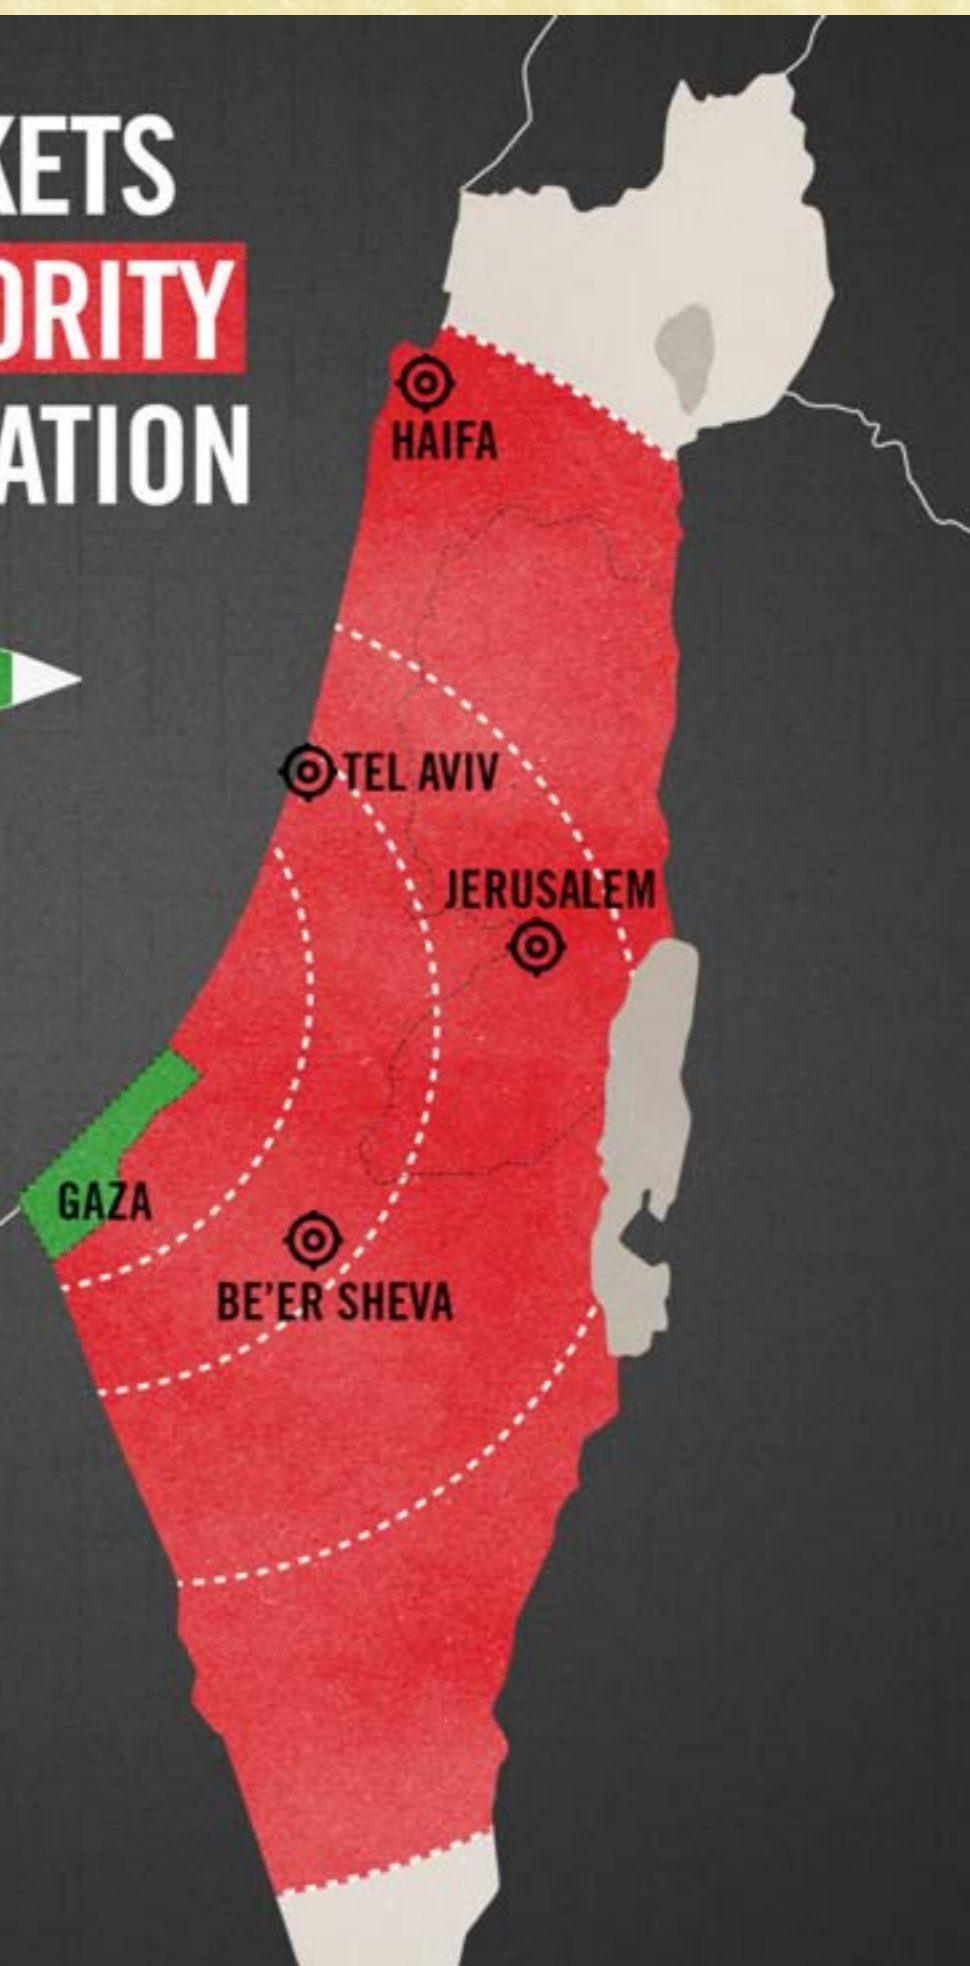 KETS
ORITY
ATION
HAIFA
TEL AVIV
JERUSALEM
GAZA
BE'ER SHEVA